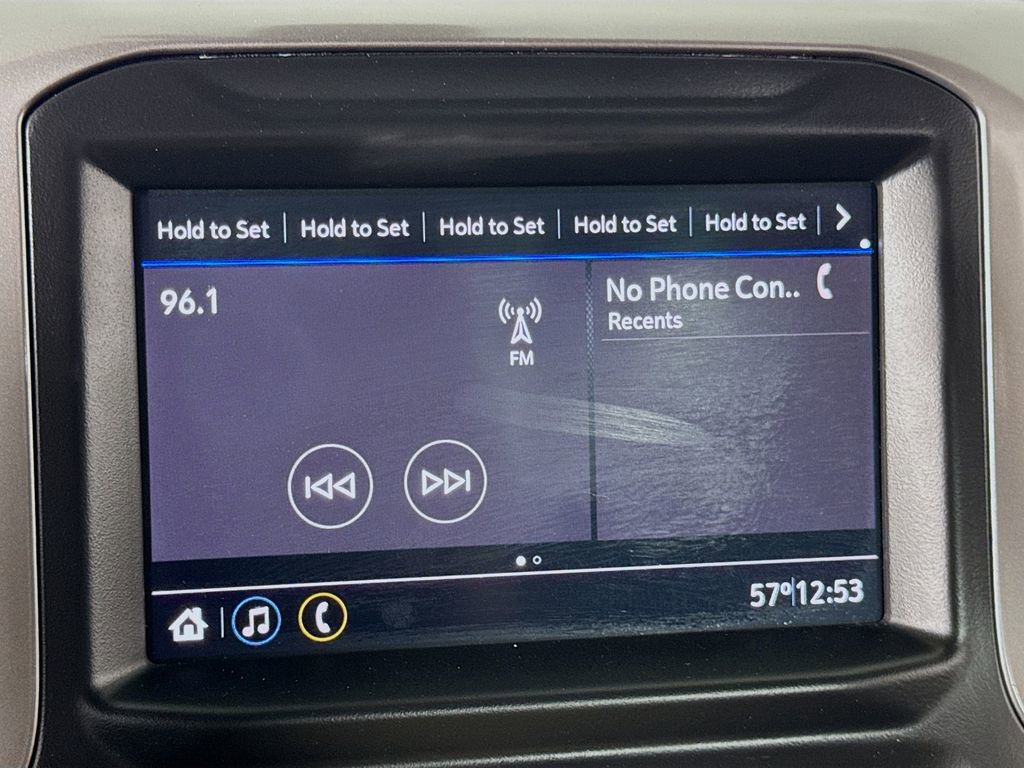 Hold to Set | Hold to Set | Hold to Set | Hold to Set | Hold to Set
96.1
FM
No Phone Con..
Recents
57° 12:53